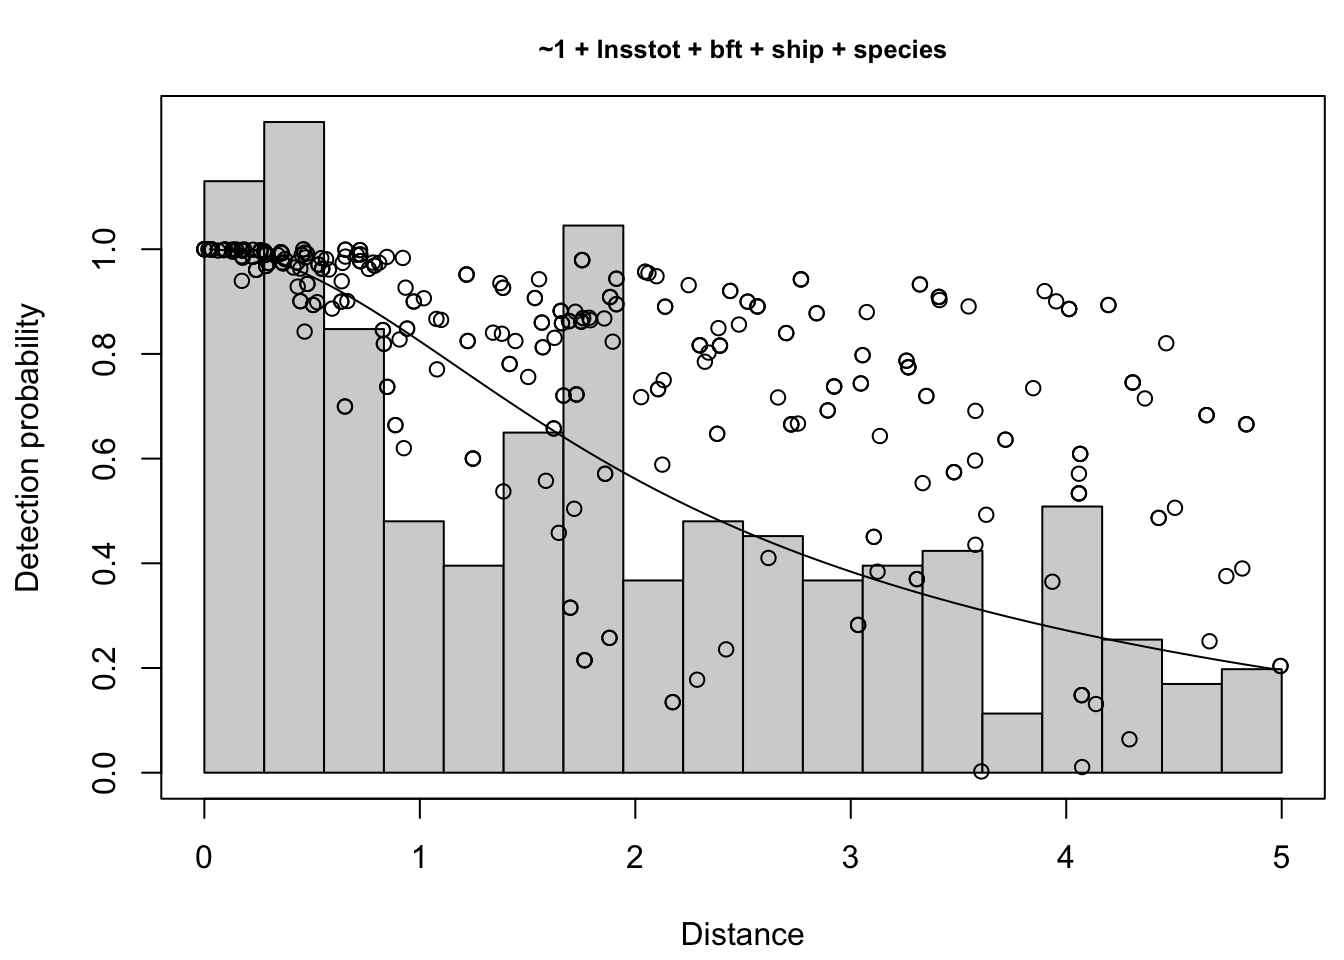 ~1 + lnsstot + bft + ship + species
Detection probability
1.0
0.8
0.6
0.4
0.2
0.0
0 1 2 3 4 5
Distance